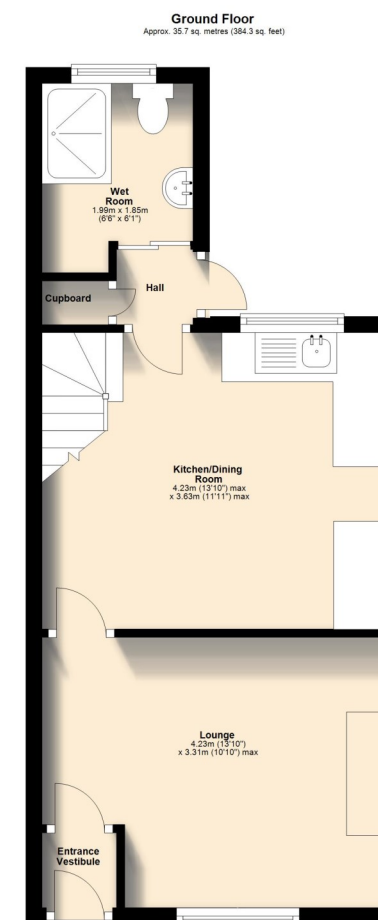 Ground Floor
Approx. 35.7 sq. metres (384.3 sq. feet)
Wet
Room
1.99m x 1.85m
(6'6" x 6'1")
Hall
Cupboard
Kitchen/Dining
Room
4.23m (13'10") max
x 3.63m (11'11") max
Lounge
4.23m (13'10")
x 3.31m (10'10") max
Entrance
Vestibule